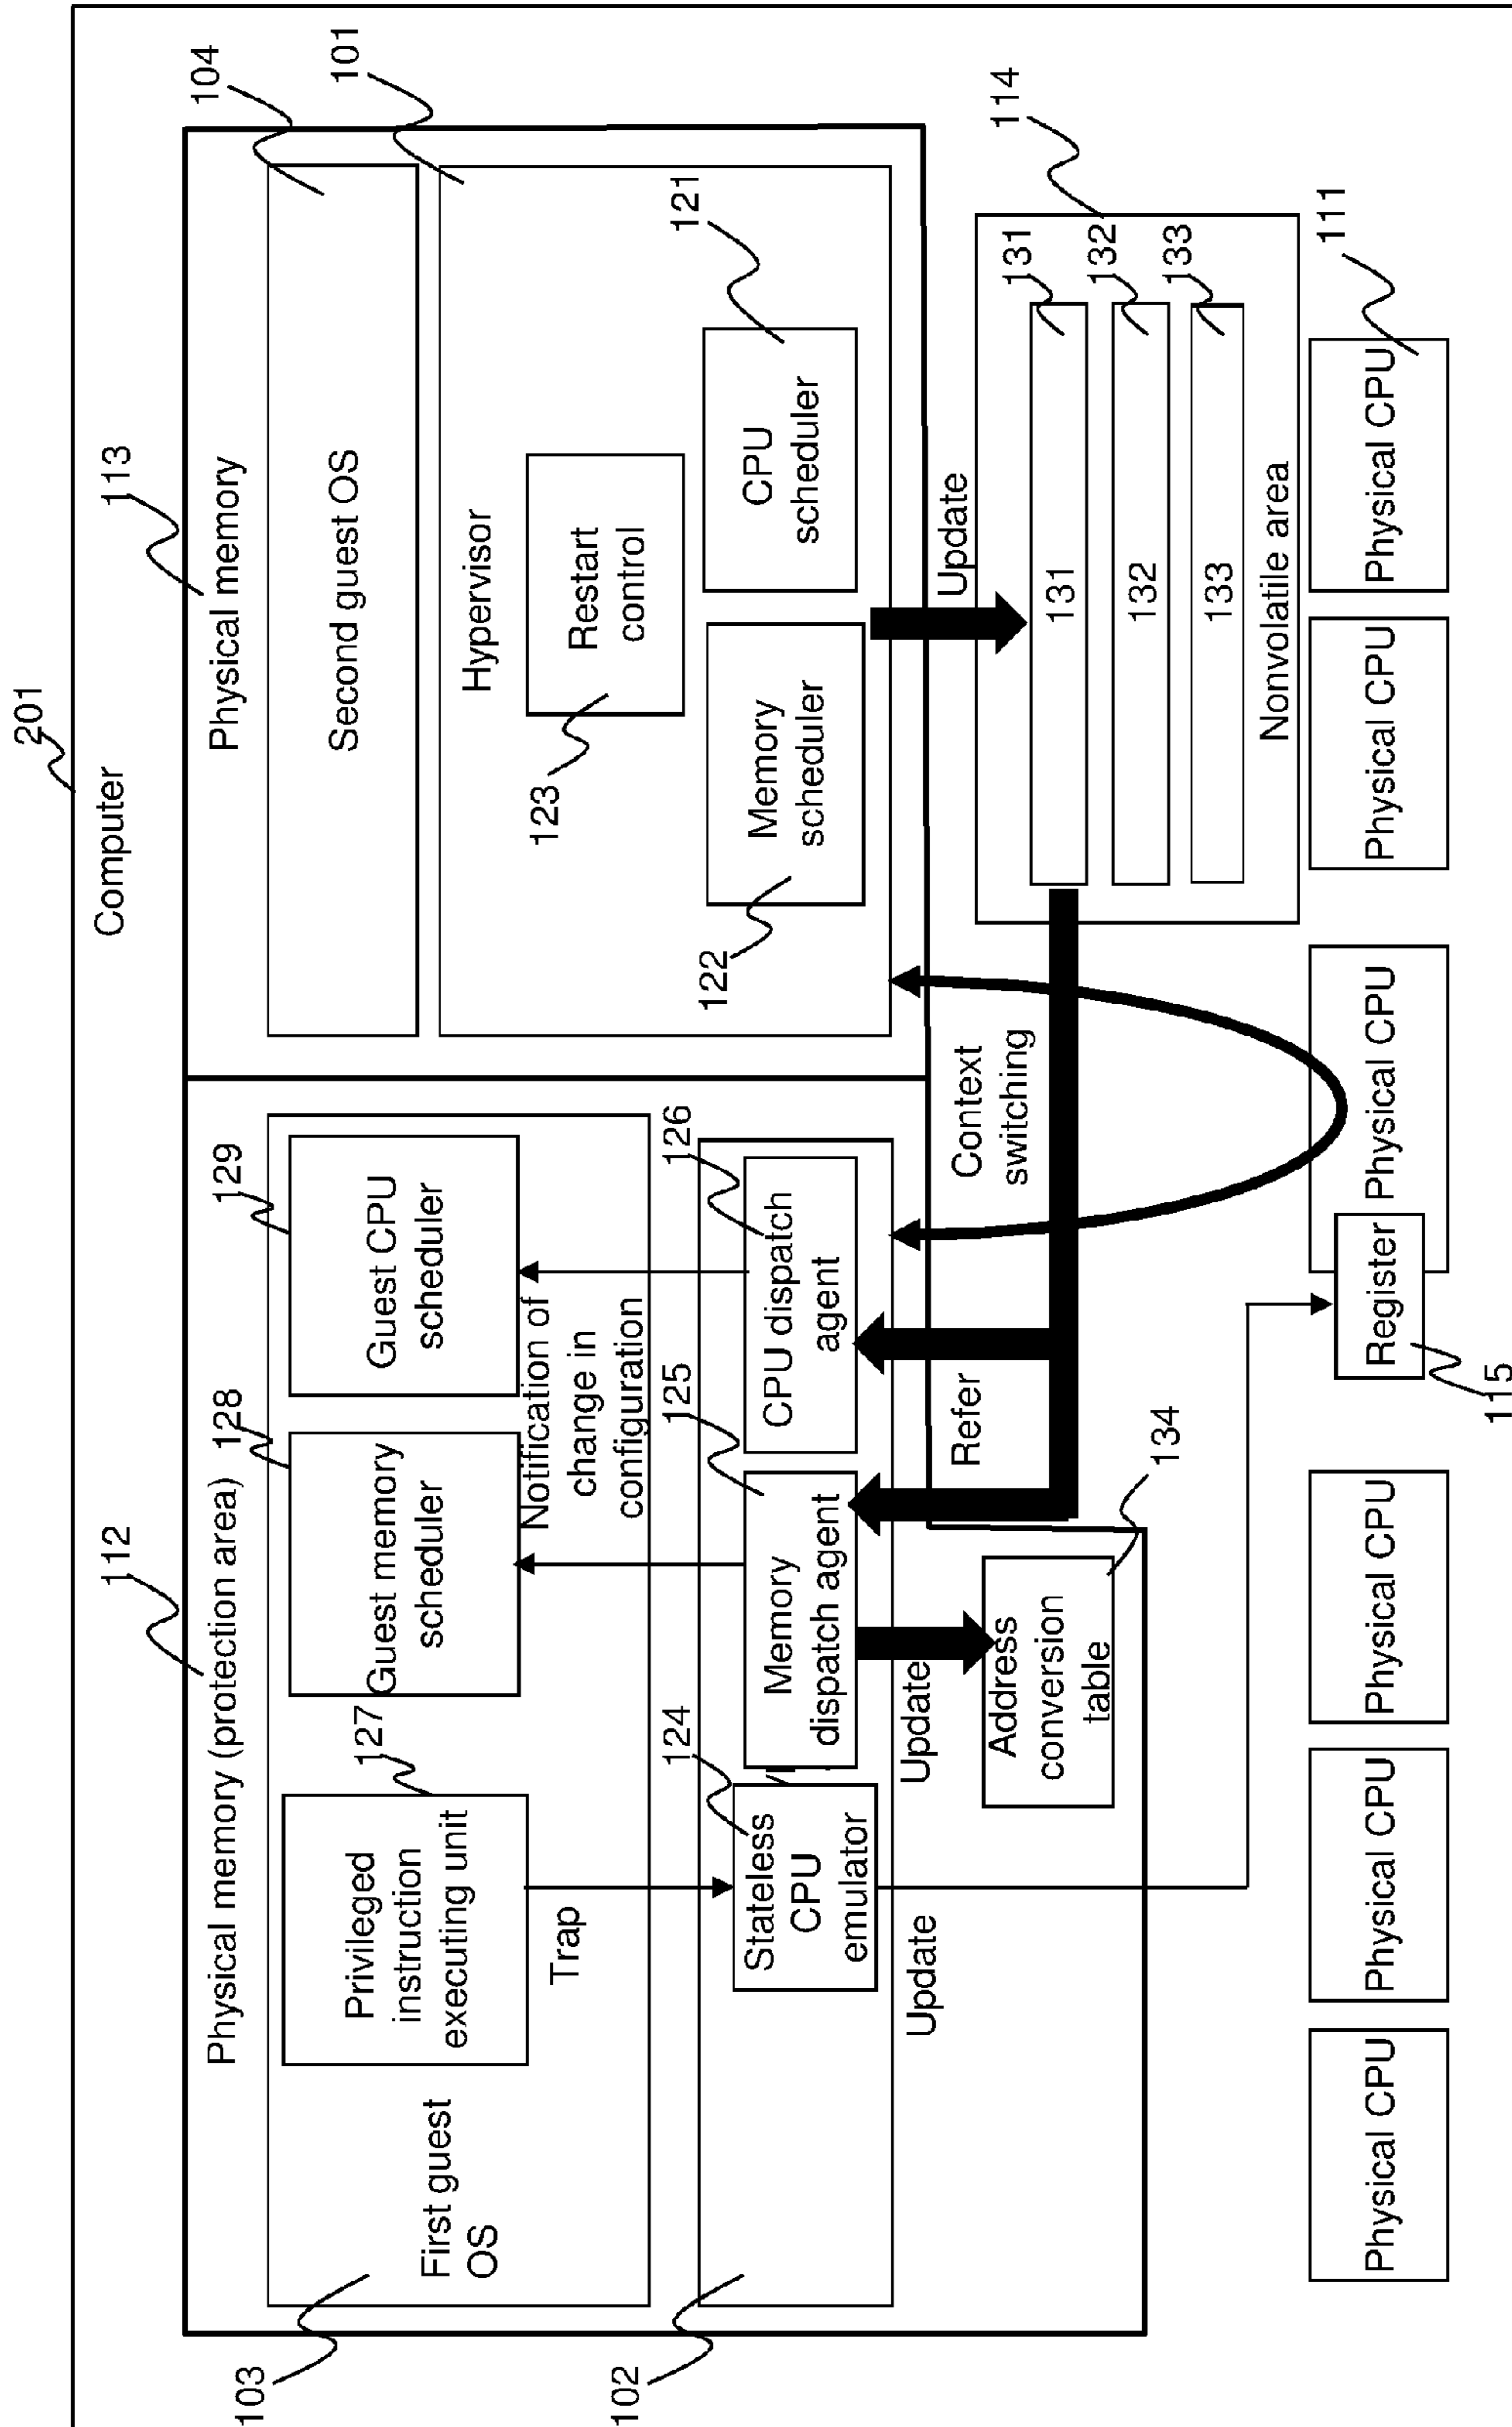 201
Computer
112
Physical memory (protection area)
103
First guest
OS
127
Privileged
instruction
executing unit
128
Guest memory
scheduler
129
Guest CPU
scheduler
Trap
Notification of
change in
configuration
102
124
Stateless
CPU
emulator
125
Memory
dispatch agent
126
CPU dispatch
agent
Update
Update
Address
conversion
table
134
Refer
Context
switching
113
Physical memory
104
Second guest OS
101
Hypervisor
123
Restart
control
122
Memory
scheduler
121
CPU
scheduler
Update
114
131
131
132
132
133
133
Nonvolatile area
Physical CPU
Physical CPU
Physical CPU
Register
115
Physical CPU
Physical CPU
Physical CPU
111